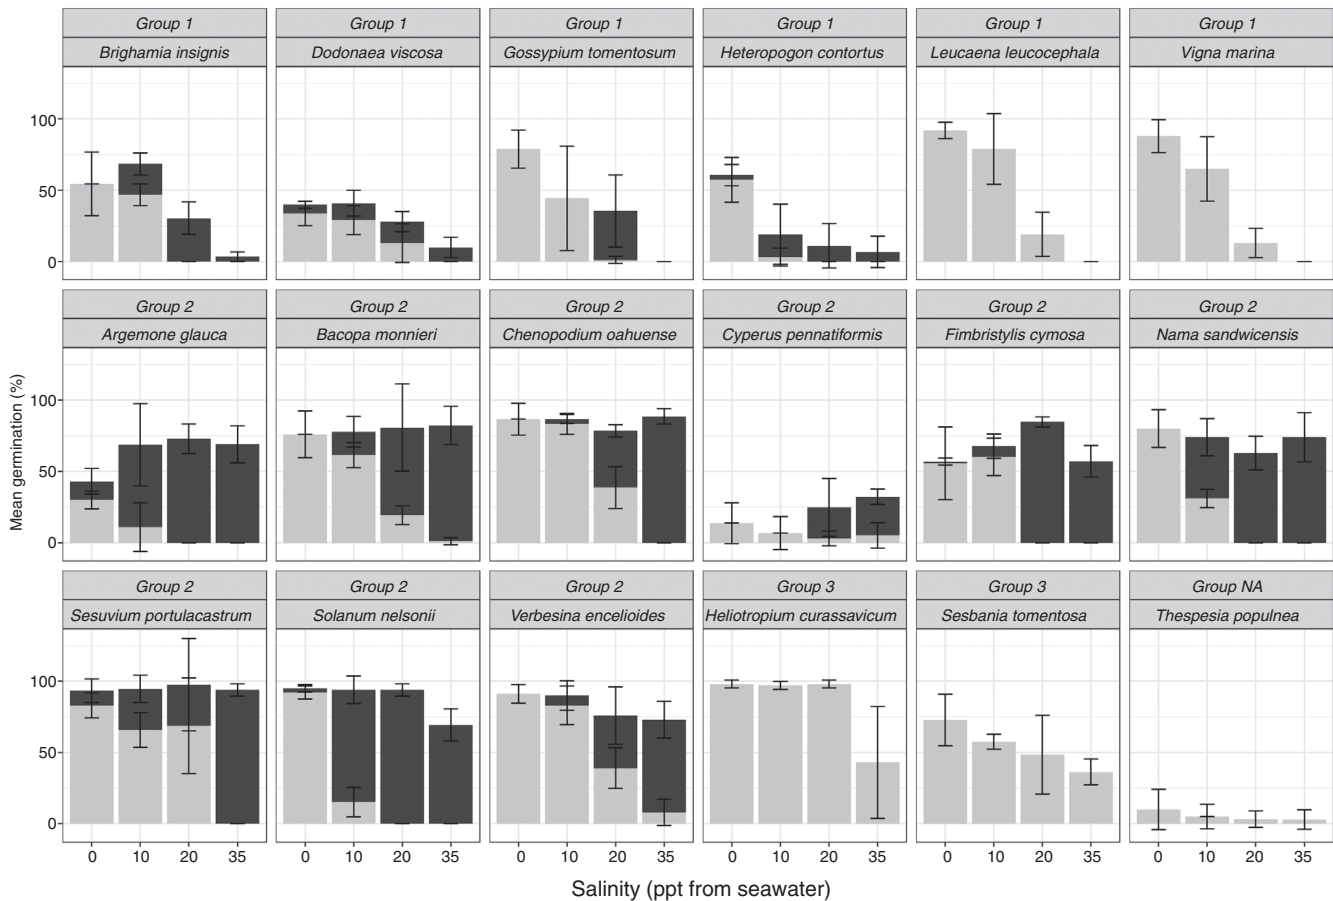 Group 1 Group 1 Group 1 Group 1 Group 1 Group 1
Brighamia insignis Dodonaea viscosa Gossypium tomentosum Heteropogon contortus Leucaena leucocephala Vigna marina
100
50
0
Group 2 Group 2 Group 2 Group 2 Group 2 Group 2
Argemone glauca Bacopa monnieri Chenopodium oahuense Cyperus pennatiformis Fimbristylis cymosa Nama sandwicensis
100
50
0
Mean germination (%)
Group 2 Group 2 Group 2 Group 3 Group 3 Group NA
Sesuvium portulacastrum Solanum nelsonii Verbesina encelioides Heliotropium curassavicum Sesbania tomentosa Thespesia populnea
100
50
0
0 10 20 35 0 10 20 35 0 10 20 35 0 10 20 35 0 10 20 35 0 10 20 35
Salinity (ppt from seawater)